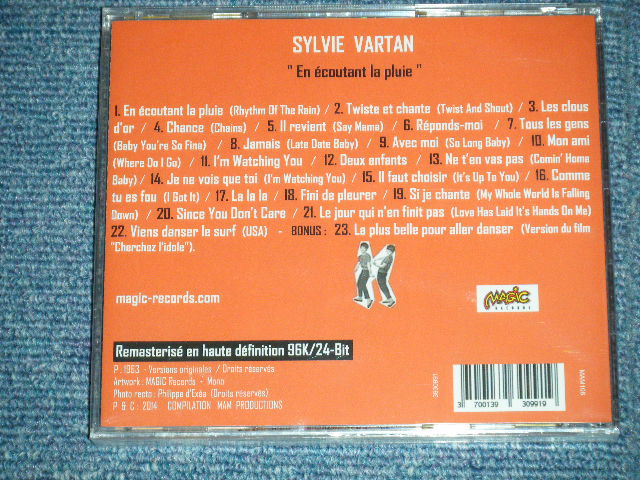 SYLVIE VARTAN
" En écoutant la pluie "
1. En écoutant la pluie (Rhythm Of The Rain) / 2. Twiste et chante (Twist And Shout) / 3. Les clous
d'or / 4. Chance (Chains) / 5. Il revient (Say Mama) / 6. Réponds-moi / 7. Tous les gens
(Baby You're So Fine) / 8. Jamais (Late Date Baby) / 9. Avec moi (So Long Baby) / 10. Mon ami
(Where Do I Go) / 11. I'm Watching You / 12. Deux enfants / 13. Ne t'en vas pas (Comin' Home
Baby) / 14. Je ne vois que toi (I'm Watching You) / 15. Il faut choisir (It's Up To You) / 16. Comme
tu es fou (I Got It) / 17. La la le / 18. Fini de pleurer / 19. Si je chante (My Whole World Is Falling
Down) / 20. Since You Don't Care / 21. Le jour qui n'en finit pas (Love Has Laid It's Hands On Me)
22. Viens danser le surf (USA) - BONUS : 23. La plus belle pour aller danser (Version du film
"Cherchez l'idole").
magic-records.com
MAGIC
RECORDS
Remasterisé en haute définition 96K/24-Bit
P : 1963 - Versions originales / Droits réservés
Artwork : MAGIC Records - Mono
Photo recto : Philippe d'Exéa (Droits réservés)
P & C : 2014 COMPILATION MAM PRODUCTIONS
3930991
3 700139 309919